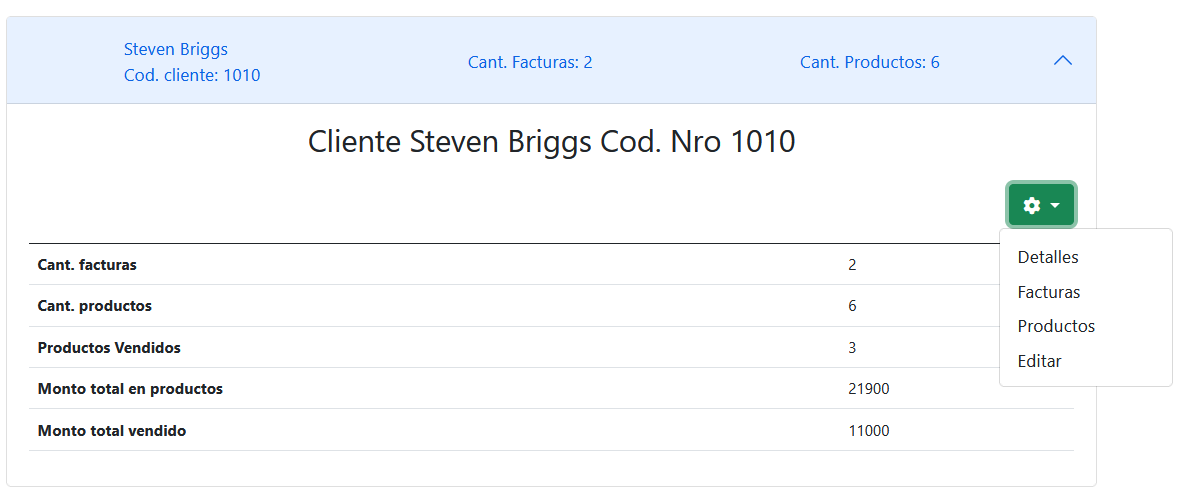 Steven Briggs
Cod. cliente: 1010
Cant. Facturas: 2
Cant. Productos: 6
Cliente Steven Briggs Cod. Nro 1010
Detalles
Facturas
Productos
Editar
Cant. facturas 2
Cant. productos 6
Productos Vendidos 3
Monto total en productos 21900
Monto total vendido 11000